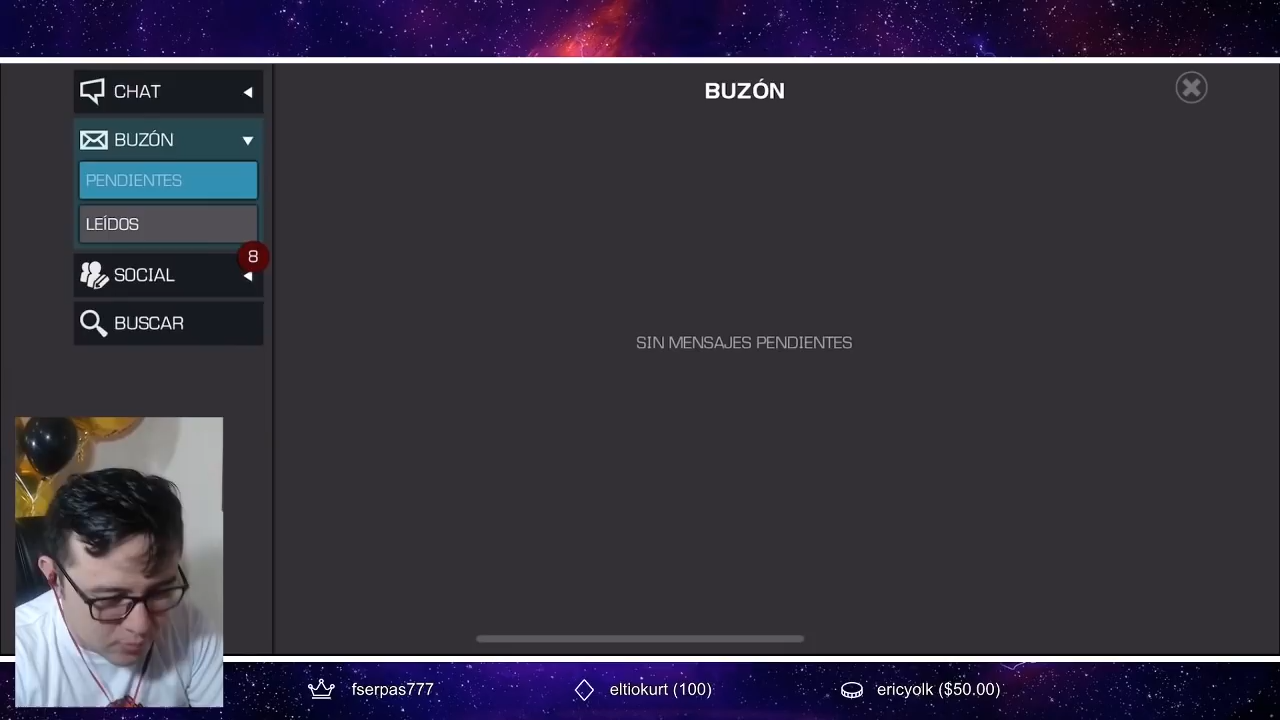 CHAT
BUZÓN
PENDIENTES
LEÍDOS
8
SOCIAL
BUSCAR
BUZÓN
SIN MENSAJES PENDIENTES
fserpas777
eltiokurt (100)
ericyolk ($50.00)